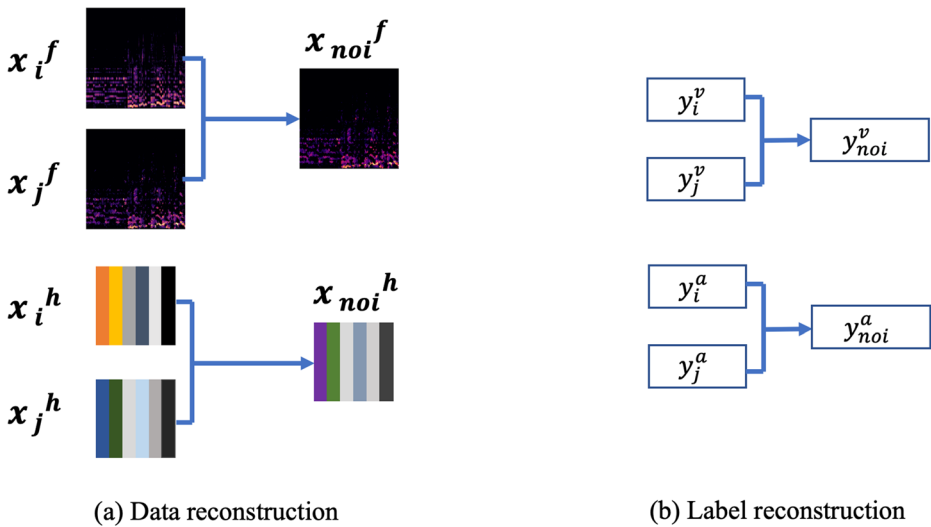 x_i^f
x_noi^f
x_j^f
x_i^h
x_noi^h
x_j^h
(a) Data reconstruction
y_i^v
y_noi^v
y_j^v
y_i^a
y_noi^a
y_j^a
(b) Label reconstruction